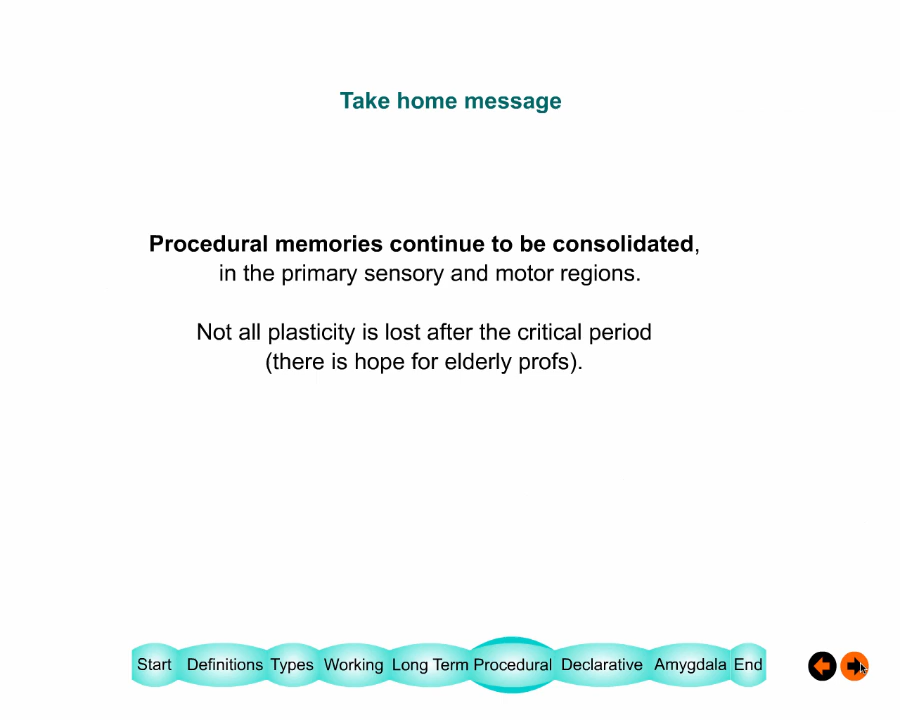 Take home message
Procedural memories continue to be consolidated,
in the primary sensory and motor regions.
Not all plasticity is lost after the critical period
(there is hope for elderly profs).
Start Definitions Types Working Long Term Procedural Declarative Amygdala End